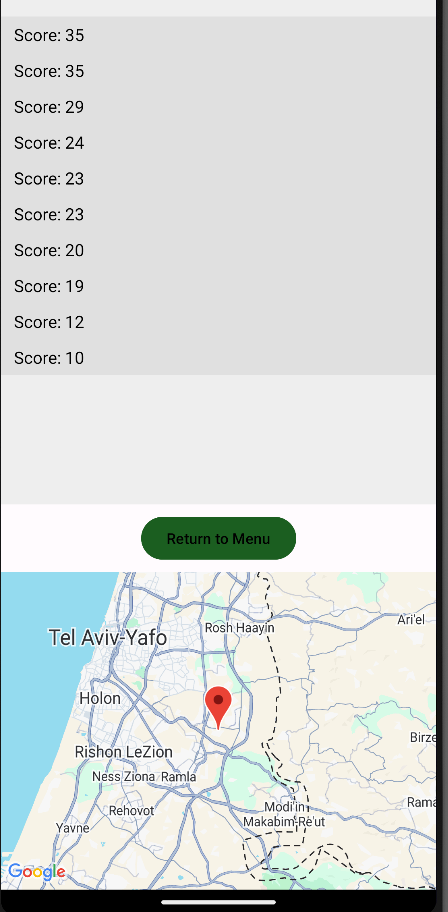 Score: 35
Score: 35
Score: 29
Score: 24
Score: 23
Score: 23
Score: 20
Score: 19
Score: 12
Score: 10
Return to Menu
Ari'el
Rosh Haayin
Tel Aviv-Yafo
Holon
Birze
Rishon LeZion
Ness Ziona
Ramla
Rama
Rehovot
Modi'in
Makabim-Re'ut
Yavne
Google